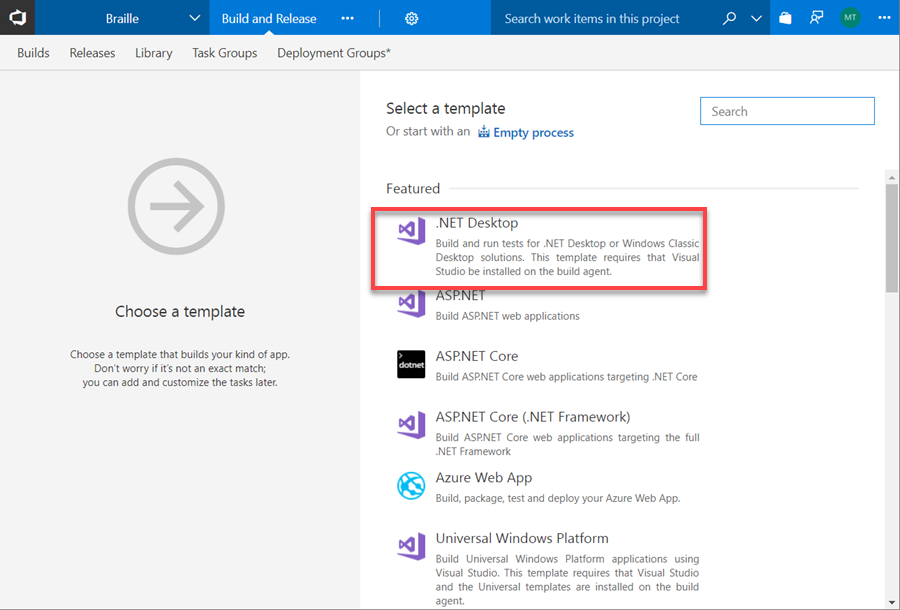 Braille
Build and Release
Search work items in this project
MT
Builds
Releases
Library
Task Groups
Deployment Groups*
Choose a template
Choose a template that builds your kind of app.
Don't worry if it's not an exact match;
you can add and customize the tasks later.
Select a template
Or start with an Empty process
Search
Featured
.NET Desktop
Build and run tests for .NET Desktop or Windows Classic
Desktop solutions. This template requires that Visual
Studio be installed on the build agent.
ASP.NET
Build ASP.NET web applications
dotnet
ASP.NET Core
Build ASP.NET Core web applications targeting .NET Core
ASP.NET Core (.NET Framework)
Build ASP.NET Core web applications targeting the full
.NET Framework
Azure Web App
Build, package, test and deploy your Azure Web App.
Universal Windows Platform
Build Universal Windows Platform applications using
Visual Studio. This template requires that Visual Studio
and the Universal templates are installed on the build
agent.